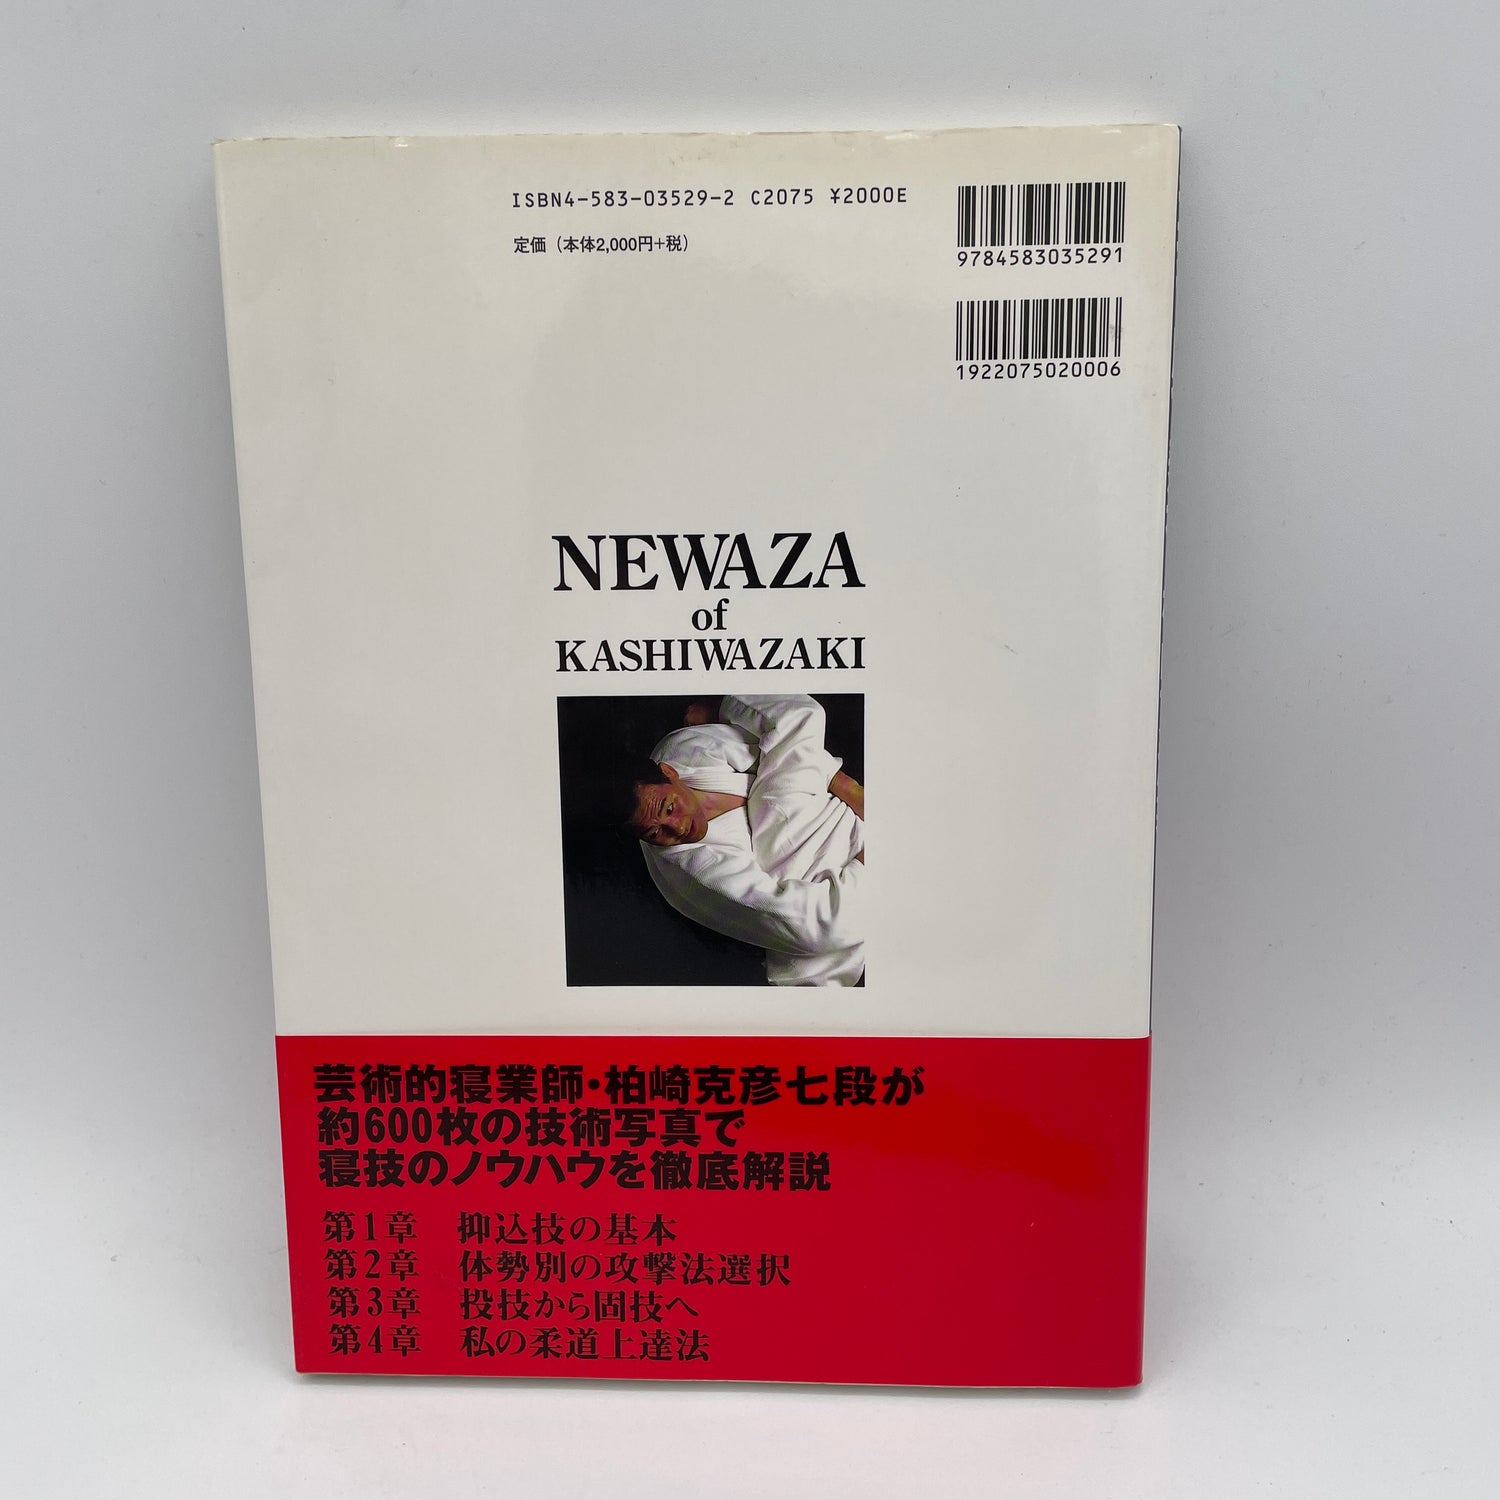 ISBN4-583-03529-2 C2075 ¥2000E
定価（本体2,000円+税）
9784583035291
1922075020006
NEWAZA
of
KASHIWAZAKI
芸術的寝業師・柏崎克彦七段が
約600枚の技術写真で
寝技のノウハウを徹底解説
第1章 抑込技の基本
第2章 体勢別の攻撃法選択
第3章 投技から固技へ
第4章 私の柔道上達法